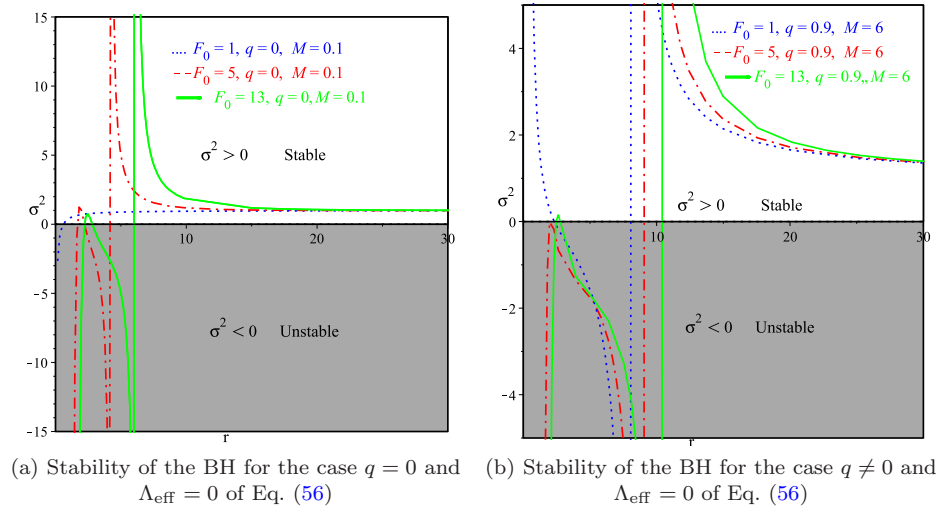 15
10
5
0
−5
−10
−15
σ²
10
20
30
r
F₀ = 1, q = 0, M = 0.1
F₀ = 5, q = 0, M = 0.1
F₀ = 13, q = 0, M = 0.1
σ² > 0 Stable
σ² < 0 Unstable
4
2
0
−2
−4
σ²
10
20
30
r
F₀ = 1, q = 0.9, M = 6
F₀ = 5, q = 0.9, M = 6
F₀ = 13, q = 0.9,, M = 6
σ² > 0 Stable
σ² < 0 Unstable
(a) Stability of the BH for the case q = 0 and
Λeff = 0 of Eq. (56)
(b) Stability of the BH for the case q ≠ 0 and
Λeff = 0 of Eq. (56)